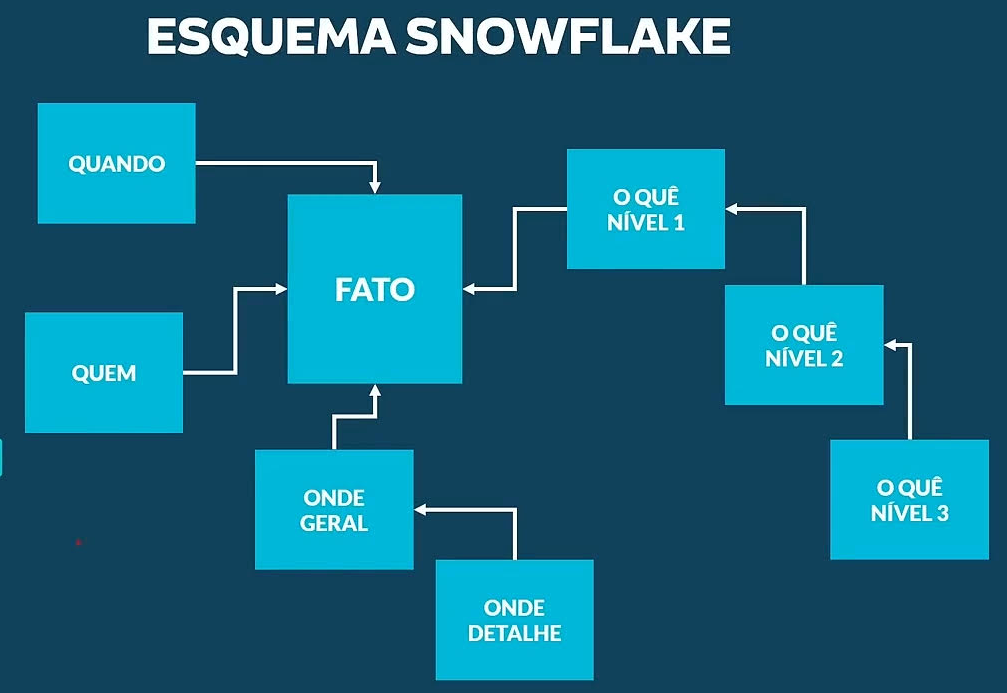 ESQUEMA SNOWFLAKE
QUANDO
FATO
O QUÊ
NÍVEL 1
QUEM
O QUÊ
NÍVEL 2
ONDE
GERAL
O QUÊ
NÍVEL 3
ONDE
DETALHE